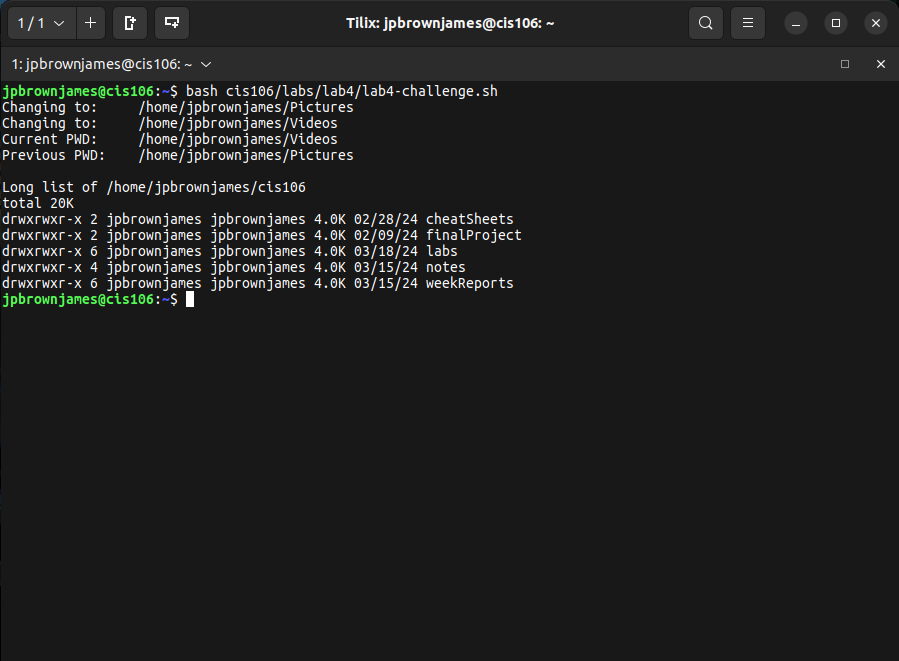 1 / 1
Tilix: jpbrownjames@cis106: ~
1: jpbrownjames@cis106: ~
jpbrownjames@cis106:~$ bash cis106/labs/lab4/lab4-challenge.sh
Changing to:     /home/jpbrownjames/Pictures
Changing to:     /home/jpbrownjames/Videos
Current PWD:     /home/jpbrownjames/Videos
Previous PWD:    /home/jpbrownjames/Pictures
Long list of /home/jpbrownjames/cis106
total 20K
drwxrwxr-x 2 jpbrownjames jpbrownjames 4.0K 02/28/24 cheatSheets
drwxrwxr-x 2 jpbrownjames jpbrownjames 4.0K 02/09/24 finalProject
drwxrwxr-x 6 jpbrownjames jpbrownjames 4.0K 03/18/24 labs
drwxrwxr-x 4 jpbrownjames jpbrownjames 4.0K 03/15/24 notes
drwxrwxr-x 6 jpbrownjames jpbrownjames 4.0K 03/15/24 weekReports
jpbrownjames@cis106:~$